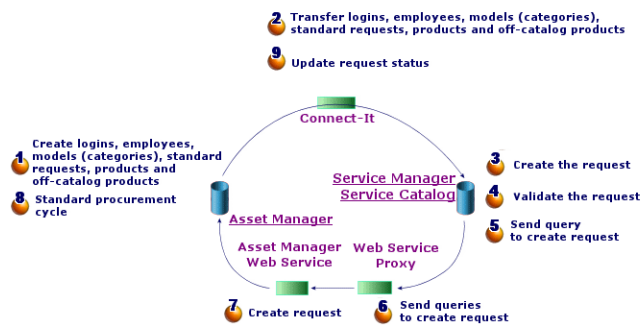 2 Transfer logins, employees, models (categories),
standard requests, products and off-catalog products
9 Update request status
Connect-It
1 Create logins, employees,
models (categories), standard
requests, products and
off-catalog products
8 Standard procurement
cycle
Asset Manager
Service Manager
Service Catalog
3 Create the request
4 Validate the request
5 Send query
to create request
Asset Manager
Web Service
Web Service
Proxy
7 Create request
6 Send queries
to create request